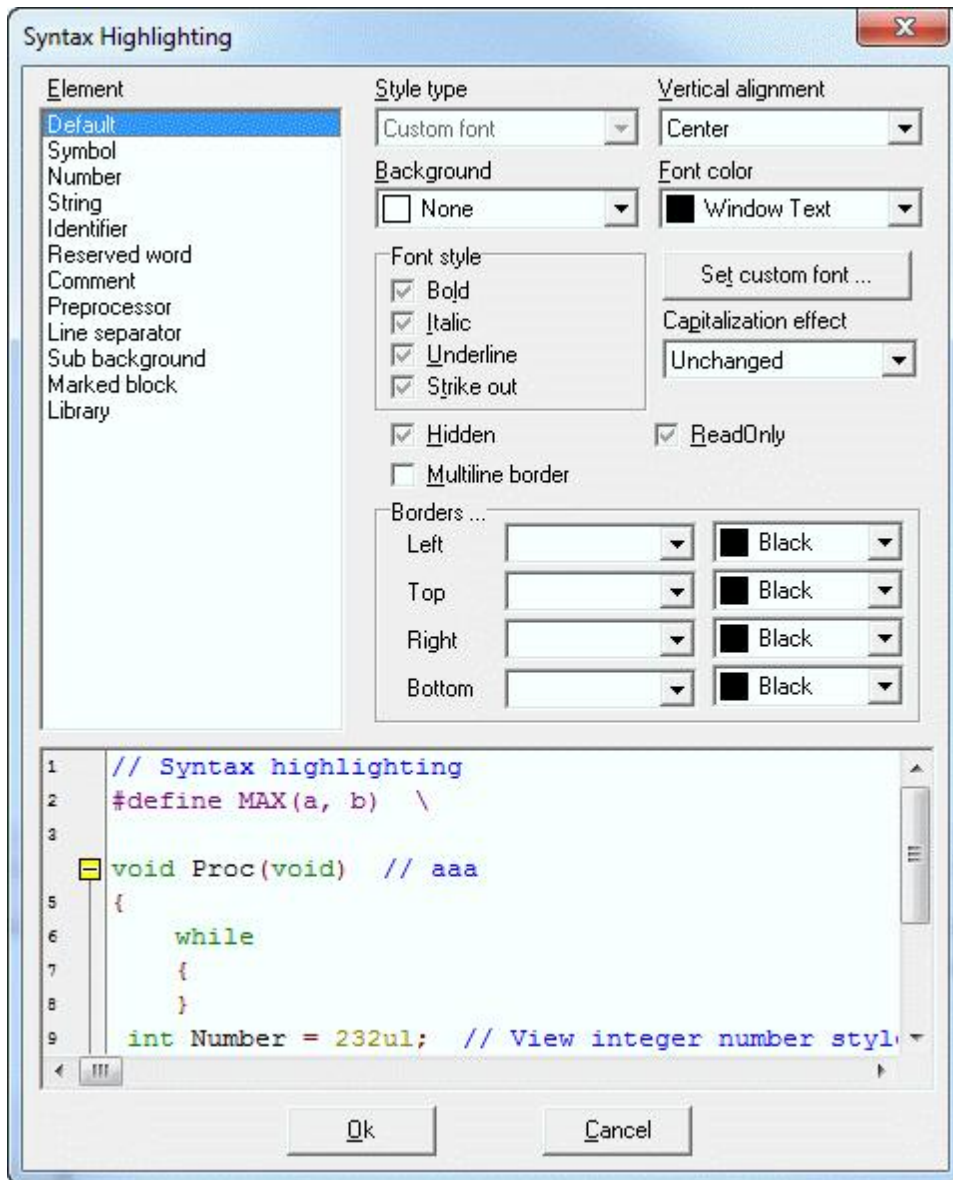 Syntax Highlighting
Element
Default
Symbol
Number
String
Identifier
Reserved word
Comment
Preprocessor
Line separator
Sub background
Marked block
Library
Style type
Custom font
Vertical alignment
Center
Background
None
Font color
Window Text
Font style
Bold
Italic
Underline
Strike out
Set custom font ...
Capitalization effect
Unchanged
Hidden
ReadOnly
Multiline border
Borders ...
Left Black
Top Black
Right Black
Bottom Black
1 // Syntax highlighting
2 #define MAX(a, b) \
3
void Proc(void) // aaa
5 {
6 while
7 {
8 }
9 int Number = 232ul; // View integer number styl
Ok
Cancel